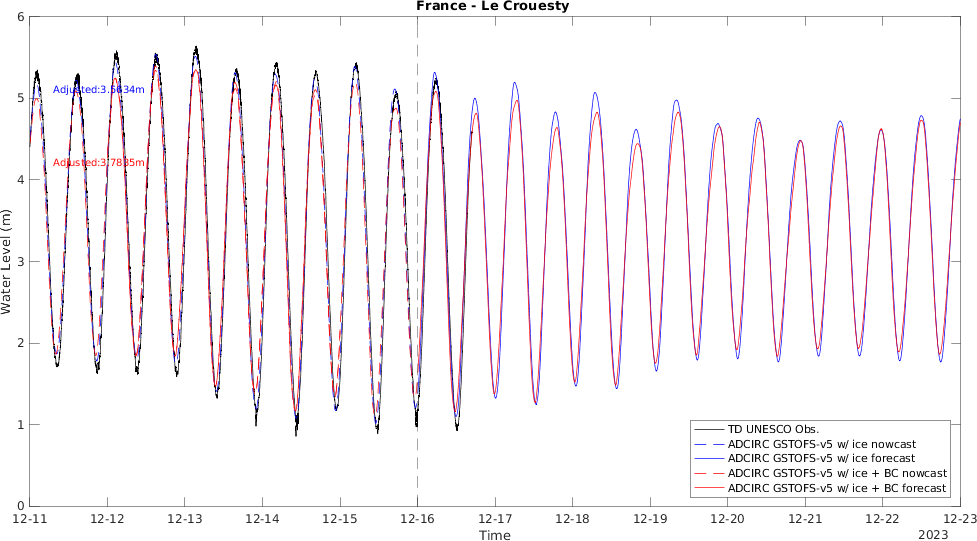 France - Le Crouesty
6
5
4
3
2
1
0
Water Level (m)
Adjusted:3.5634m
Adjusted:3.7835m
TD UNESCO Obs.
ADCIRC GSTOFS-v5 w/ ice nowcast
ADCIRC GSTOFS-v5 w/ ice forecast
ADCIRC GSTOFS-v5 w/ ice + BC nowcast
ADCIRC GSTOFS-v5 w/ ice + BC forecast
12-11 12-12 12-13 12-14 12-15 12-16 12-17 12-18 12-19 12-20 12-21 12-22 12-23
Time
2023